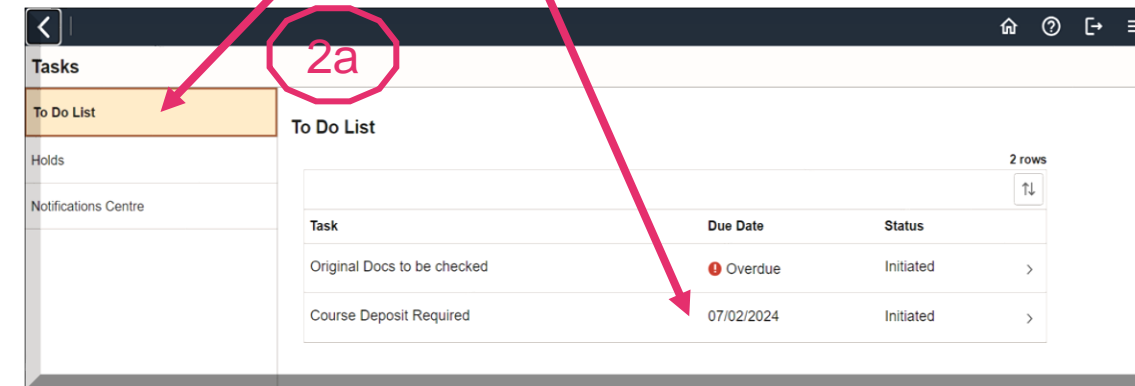 2a
Tasks
To Do List
Holds
Notifications Centre
To Do List
2 rows
Task Due Date Status
Original Docs to be checked Overdue Initiated
Course Deposit Required 07/02/2024 Initiated